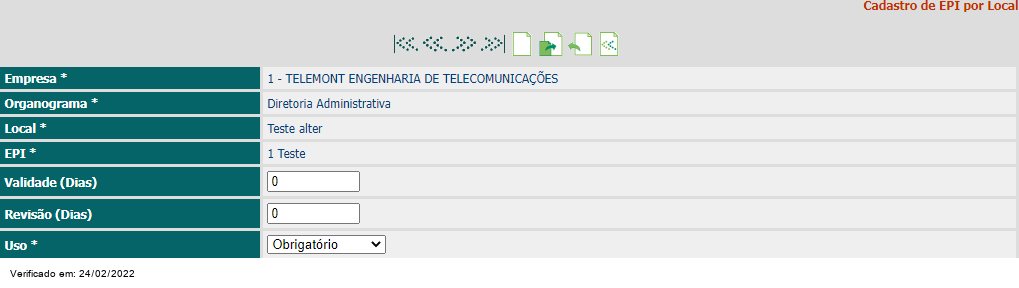 Cadastro de EPI por Local
Empresa * 1 - TELEMONT ENGENHARIA DE TELECOMUNICAÇÕES
Organograma * Diretoria Administrativa
Local * Teste alter
EPI * 1 Teste
Validade (Dias) 0
Revisão (Dias) 0
Uso * Obrigatório
Verificado em: 24/02/2022